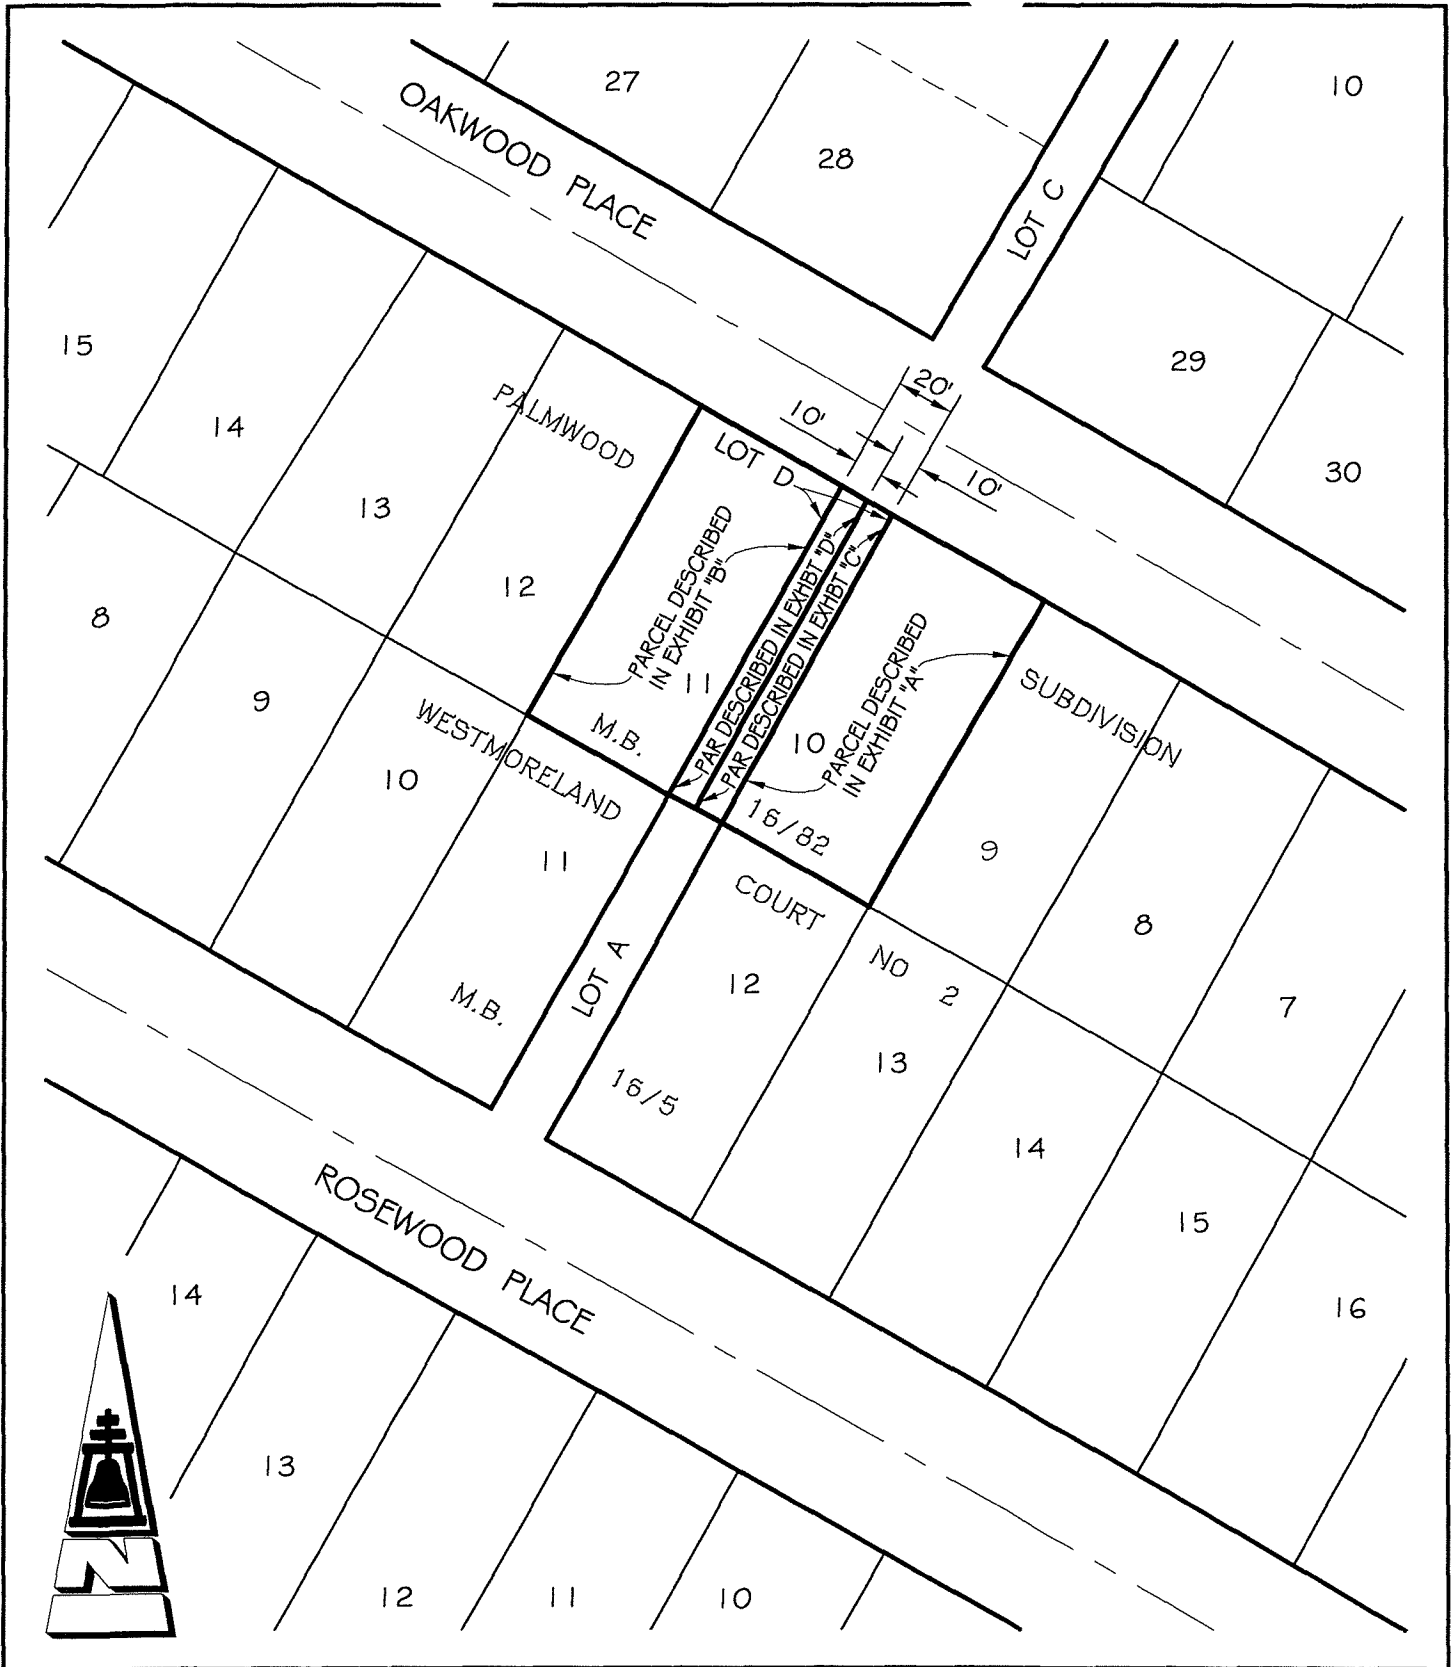 27
10
OAKWOOD PLACE
28
LOT C
15
14
29
20'
10'
10'
30
PALMWOOD
LOT D
13
12
PARCEL DESCRIBED
IN EXHIBIT "B"
11
M.B.
PAR DESCRIBED IN EXHBT "D"
PAR DESCRIBED IN EXHBT "C"
10
PARCEL DESCRIBED
IN EXHIBIT "A"
16/82
SUBDIVISION
8
9
WESTMORELAND
10
11
9
8
7
COURT
NO 2
LOT A
12
M.B.
13
16/5
14
15
16
ROSEWOOD PLACE
14
13
12
11
10
N